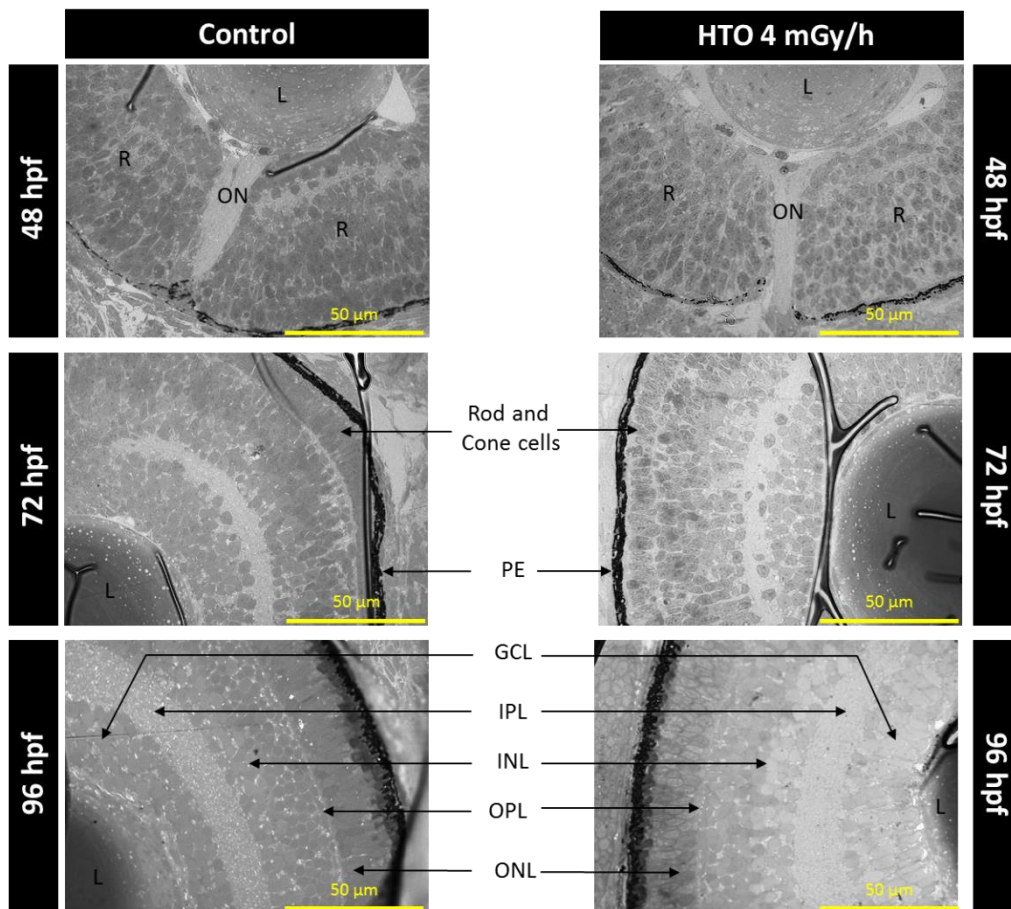 Control
HTO 4 mGy/h
48 hpf
L
R
ON
R
50 µm
L
R
ON
R
50 µm
48 hpf
72 hpf
L
50 µm
Rod and
Cone cells
PE
L
50 µm
72 hpf
96 hpf
L
50 µm
GCL
IPL
INL
OPL
ONL
L
50 µm
96 hpf